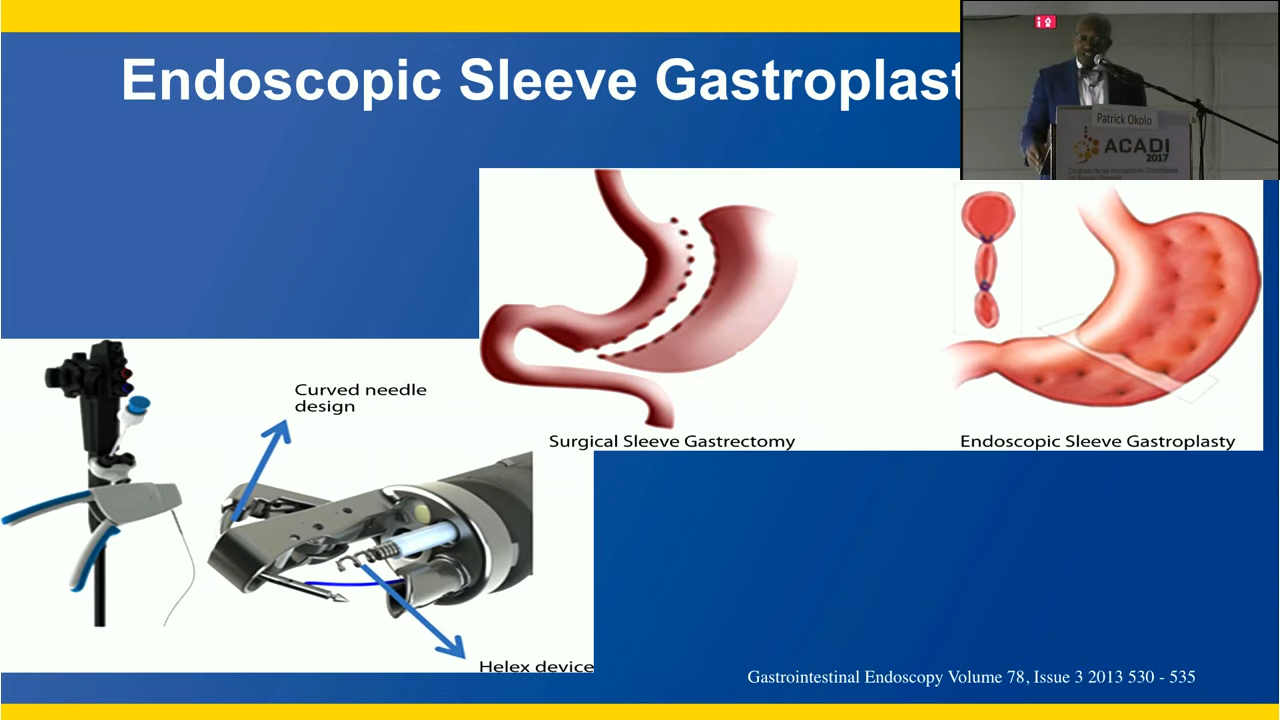 Endoscopic Sleeve Gastroplast
Patrick Okolo
ACADI
2017
Curved needle
design
Surgical Sleeve Gastrectomy
Endoscopic Sleeve Gastroplasty
Helex device
Gastrointestinal Endoscopy Volume 78, Issue 3 2013 530 - 535